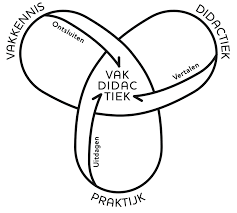 VAKKENNIS
DIDACTIEK
Ontsluiten
Vertalen
VAK
DIDAC
TIEK
Uitdagen
PRAKTIJK